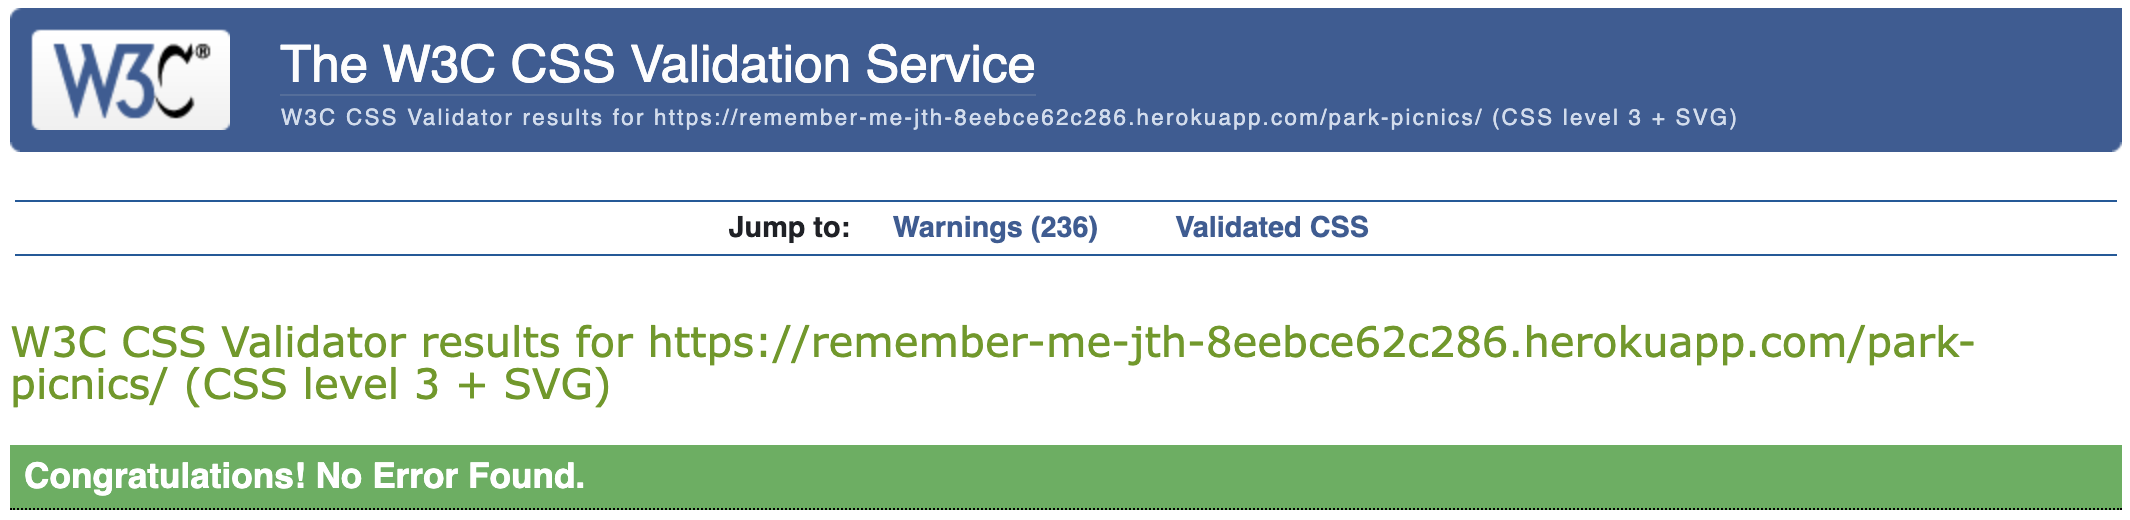 W3C®
The W3C CSS Validation Service
W3C CSS Validator results for https://remember-me-jth-8eebce62c286.herokuapp.com/park-picnics/ (CSS level 3 + SVG)
Jump to: Warnings (236) Validated CSS
W3C CSS Validator results for https://remember-me-jth-8eebce62c286.herokuapp.com/park-
picnics/ (CSS level 3 + SVG)
Congratulations! No Error Found.